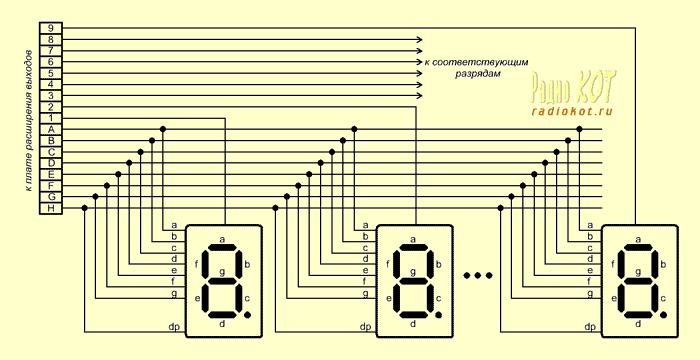 к плате расширения выходов
9
8
7
6
5
4
3
2
1
A
B
C
D
E
F
G
H
к соответствующим
разрядам
Радио КОТ
radiokot.ru
a
b
c
d
e
f
g
dp
a
b
c
d
e
f
g
a
b
c
d
e
f
g
dp
a
b
c
d
e
f
g
a
b
c
d
e
f
g
dp
a
b
c
d
e
f
g